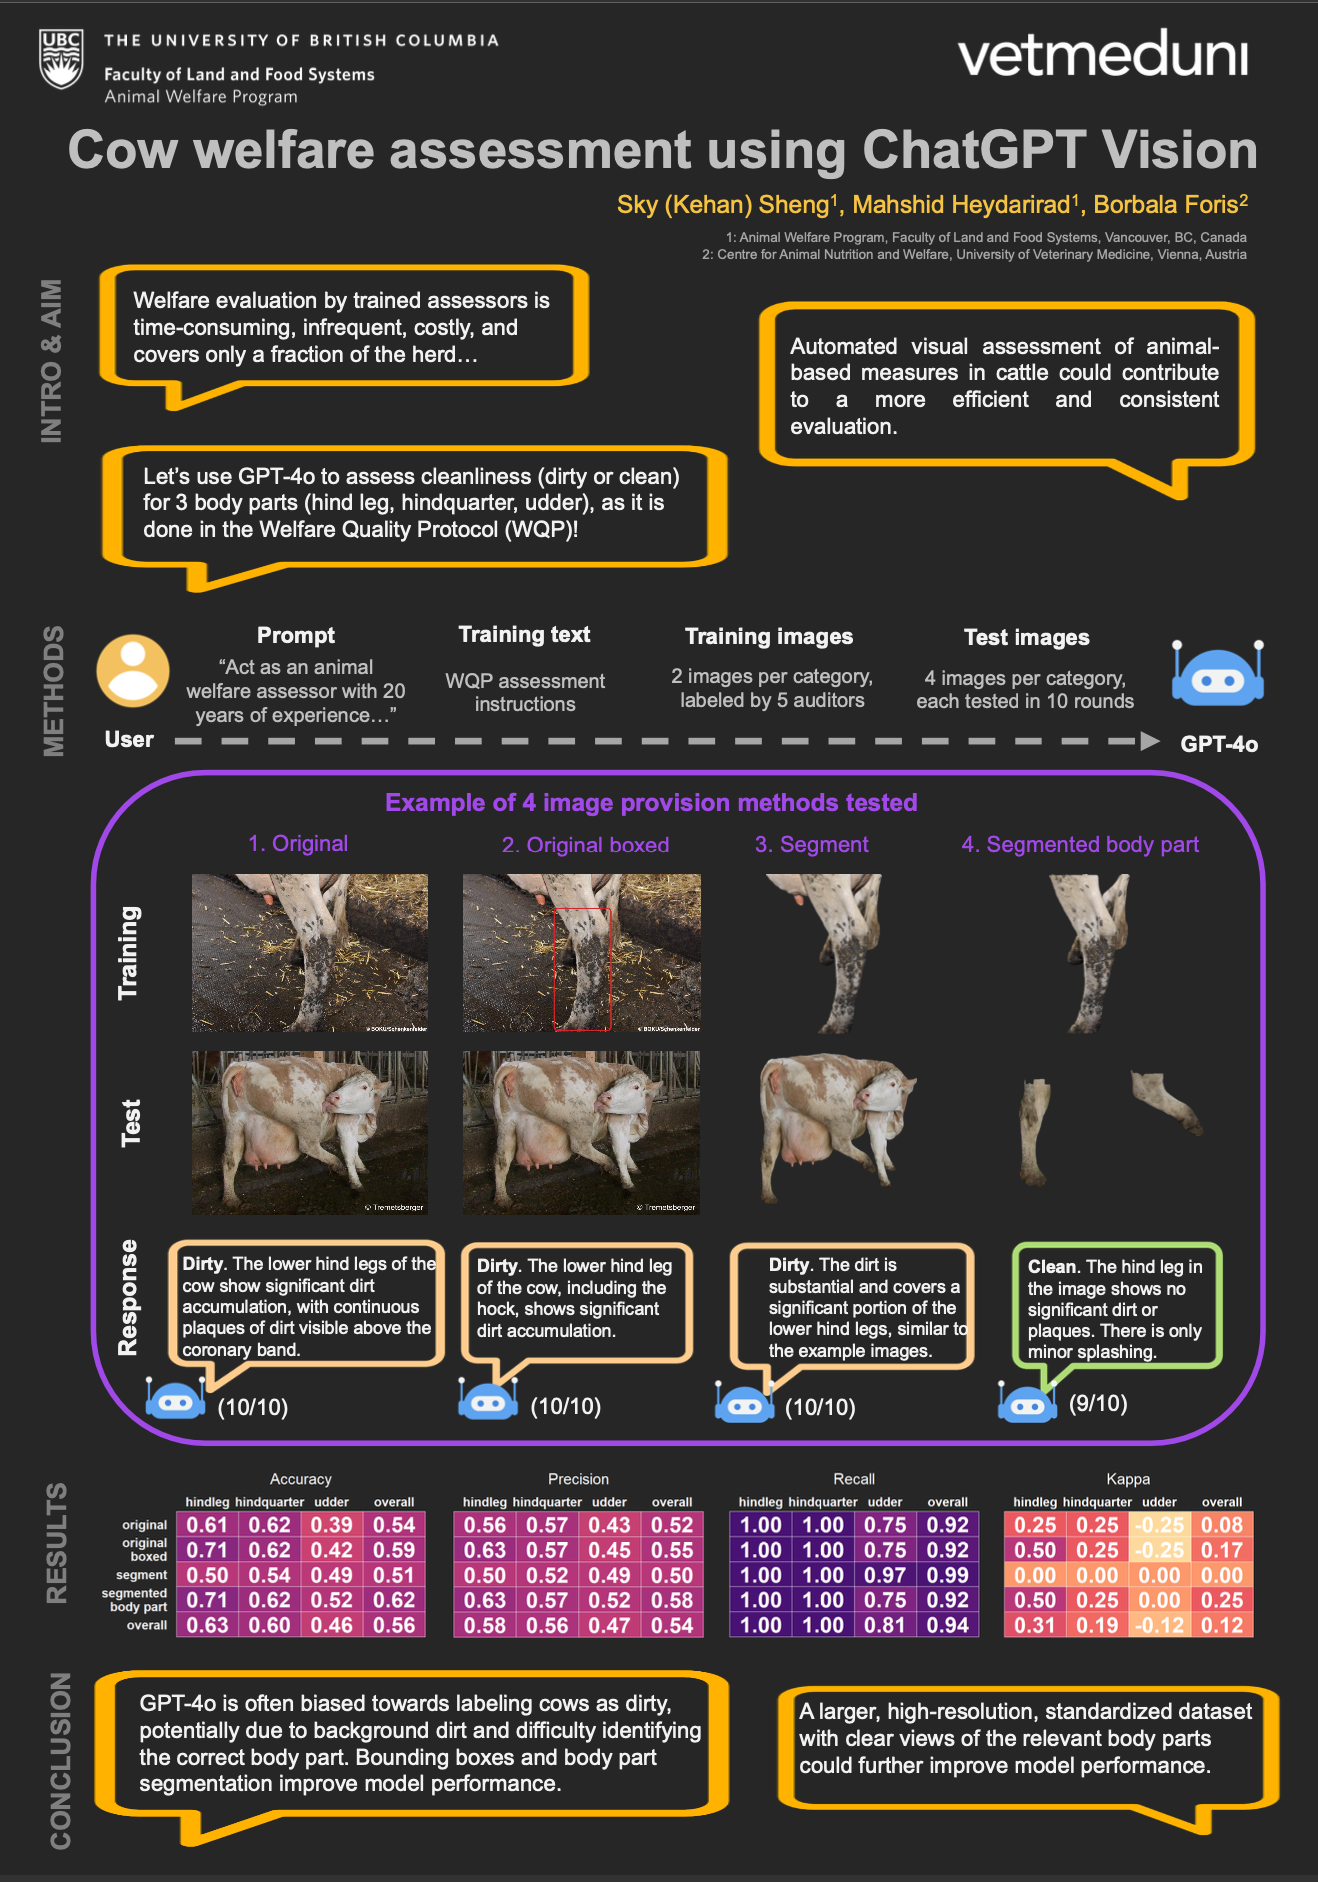 UBC
THE UNIVERSITY OF BRITISH COLUMBIA
Faculty of Land and Food Systems
Animal Welfare Program
vetmeduni
Cow welfare assessment using ChatGPT Vision
Sky (Kehan) Sheng1, Mahshid Heydarirad1, Borbala Foris2
1: Animal Welfare Program, Faculty of Land and Food Systems, Vancouver, BC, Canada
2: Centre for Animal Nutrition and Welfare, University of Veterinary Medicine, Vienna, Austria
INTRO & AIM
Welfare evaluation by trained assessors is
time-consuming, infrequent, costly, and
covers only a fraction of the herd…
Automated visual assessment of animal-
based measures in cattle could contribute
to a more efficient and consistent
evaluation.
Let's use GPT-4o to assess cleanliness (dirty or clean)
for 3 body parts (hind leg, hindquarter, udder), as it is
done in the Welfare Quality Protocol (WQP)!
METHODS
User
Prompt
“Act as an animal
welfare assessor with 20
years of experience…”
Training text
WQP assessment
instructions
Training images
2 images per category,
labeled by 5 auditors
Test images
4 images per category,
each tested in 10 rounds
GPT-4o
Example of 4 image provision methods tested
1. Original
2. Original boxed
3. Segment
4. Segmented body part
Training
© BOKU/Schenkenfelder
© BOKU/Schenkenfelder
Test
© Tremetsberger
© Tremetsberger
Response
Dirty. The lower hind legs of the
cow show significant dirt
accumulation, with continuous
plaques of dirt visible above the
coronary band.
(10/10)
Dirty. The lower hind leg
of the cow, including the
hock, shows significant
dirt accumulation.
(10/10)
Dirty. The dirt is
substantial and covers a
significant portion of the
lower hind legs, similar to
the example images.
(10/10)
Clean. The hind leg in
the image shows no
significant dirt or
plaques. There is only
minor splashing.
(9/10)
RESULTS
Accuracy Precision Recall Kappa
hindleg hindquarter udder overall hindleg hindquarter udder overall hindleg hindquarter udder overall hindleg hindquarter udder overall
original 0.61 0.62 0.39 0.54 0.56 0.57 0.43 0.52 1.00 1.00 0.75 0.92 0.25 0.25 -0.25 0.08
original
boxed 0.71 0.62 0.42 0.59 0.63 0.57 0.45 0.55 1.00 1.00 0.75 0.92 0.50 0.25 -0.25 0.17
segment 0.50 0.54 0.49 0.51 0.50 0.52 0.49 0.50 1.00 1.00 0.97 0.99 0.00 0.00 0.00 0.00
segmented
body part 0.71 0.62 0.52 0.62 0.63 0.57 0.52 0.58 1.00 1.00 0.75 0.92 0.50 0.25 0.00 0.25
overall 0.63 0.60 0.46 0.56 0.58 0.56 0.47 0.54 1.00 1.00 0.81 0.94 0.31 0.19 -0.12 0.12
CONCLUSION
GPT-4o is often biased towards labeling cows as dirty,
potentially due to background dirt and difficulty identifying
the correct body part. Bounding boxes and body part
segmentation improve model performance.
A larger, high-resolution, standardized dataset
with clear views of the relevant body parts
could further improve model performance.